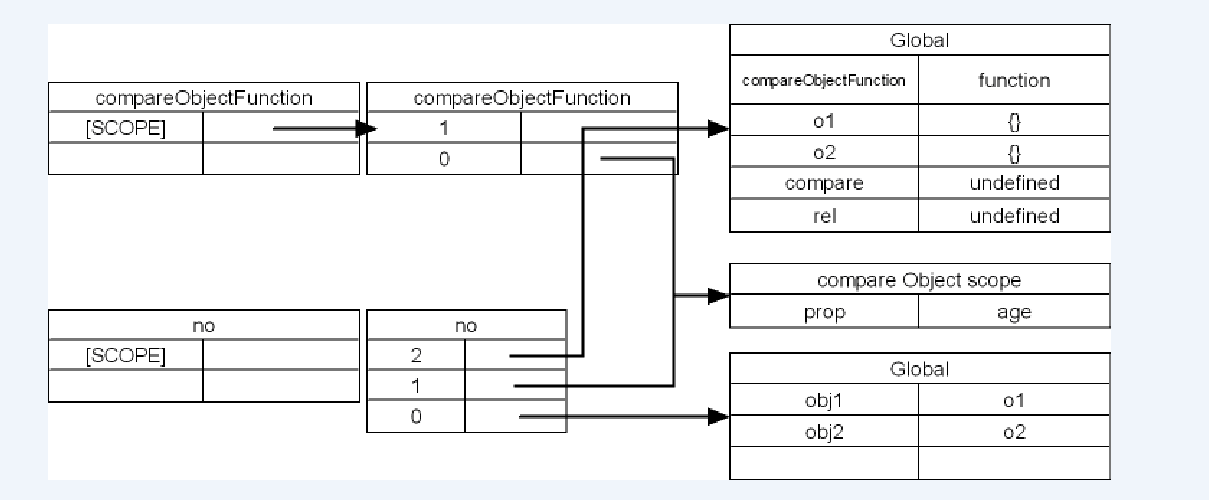 compareObjectFunction
[SCOPE]
compareObjectFunction
1
0
Global
compareObjectFunction function
o1 {}
o2 {}
compare undefined
rel undefined
compare Object scope
prop age
no
[SCOPE]
no
2
1
0
Global
obj1 o1
obj2 o2